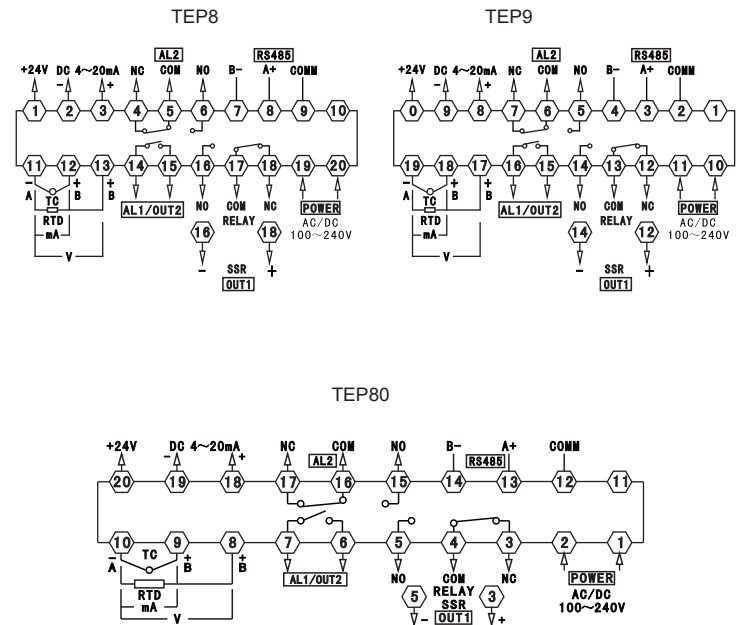 TEP8
AL2 RS485
+24V DC 4～20mA NC COM NO B- A+ COMM
- +
1 2 3 4 5 6 7 8 9 10
11 12 13 14 15 16 17 18 19 20
- + +
A TC B B
RTD
mA
V
AL1/OUT2
NO COM NC
RELAY
POWER
AC/DC
100～240V
16 18
- SSR +
OUT1
TEP9
AL2 RS485
+24V DC 4～20mA NC COM NO B- A+ COMM
- +
0 9 8 7 6 5 4 3 2 1
19 18 17 16 15 14 13 12 11 10
- + +
A TC B B
RTD
mA
V
AL1/OUT2
NO COM NC
RELAY
POWER
AC/DC
100～240V
14 12
- SSR +
OUT1
TEP80
+24V DC 4～20mA NC COM NO B- A+ COMM
- + AL2 RS485
20 19 18 17 16 15 14 13 12 11
10 9 8 7 6 5 4 3 2 1
- TC + +
A B B
RTD
mA
V
AL1/OUT2
NO COM NC
RELAY
SSR
5 3
- OUT1 +
POWER
AC/DC
100～240V